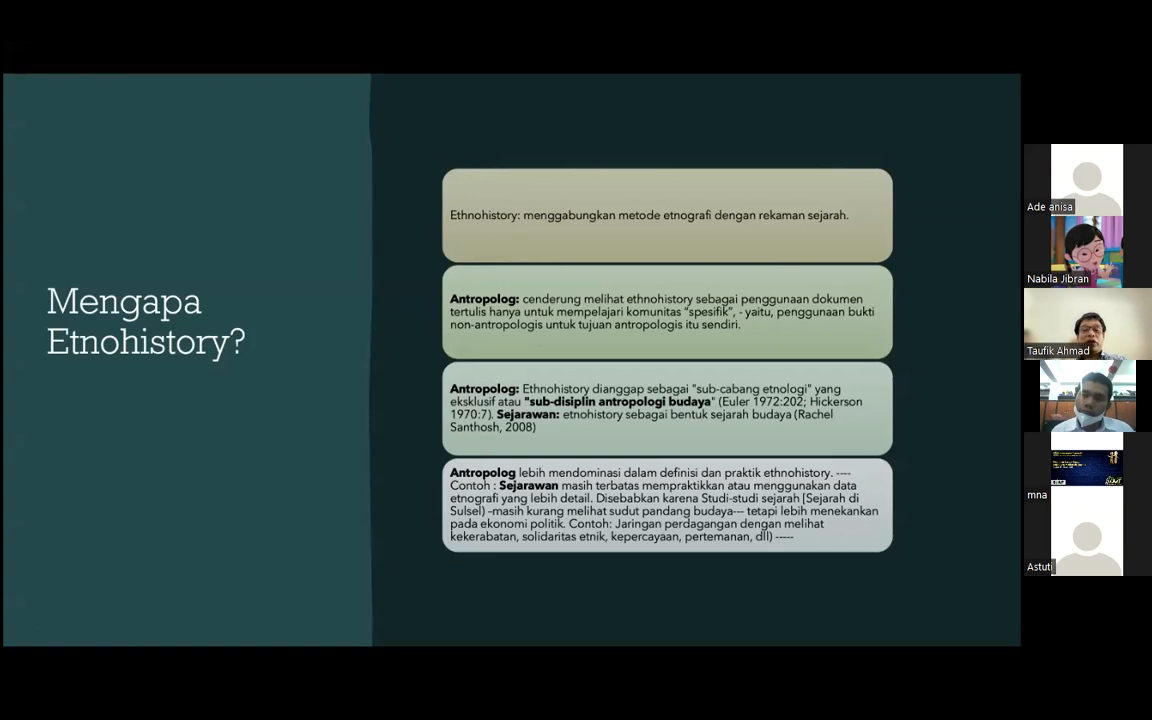 Mengapa
Etnohistory?
Ethnohistory: menggabungkan metode etnografi dengan rekaman sejarah.
Antropolog: cenderung melihat ethnohistory sebagai penggunaan dokumen
tertulis hanya untuk mempelajari komunitas "spesifik", - yaitu, penggunaan bukti
non-antropologis untuk tujuan antropologis itu sendiri.
Antropolog: Ethnohistory dianggap sebagai "sub-cabang etnologi" yang
eksklusif atau "sub-disiplin antropologi budaya" (Euler 1972:202; Hickerson
1970:7). Sejarawan: etnohistory sebagai bentuk sejarah budaya (Rachel
Santhosh, 2008)
Antropolog lebih mendominasi dalam definisi dan praktik ethnohistory. ----
Contoh : Sejarawan masih terbatas mempraktikkan atau menggunakan data
etnografi yang lebih detail. Disebabkan karena Studi-studi sejarah [Sejarah di
Sulsel) –masih kurang melihat sudut pandang budaya--- tetapi lebih menekankan
pada ekonomi politik. Contoh: Jaringan perdagangan dengan melihat
kekerabatan, solidaritas etnik, kepercayaan, pertemanan, dll) -----
Ade anisa
Nabila Jibran
Taufik Ahmad
mna
Astuti